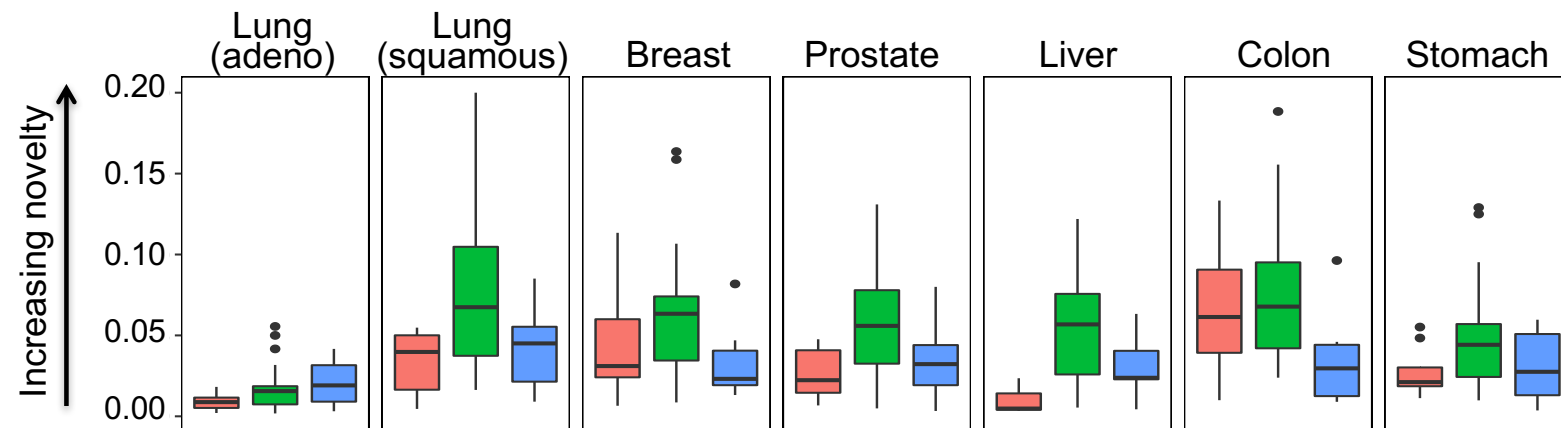 Lung
(adeno)
Lung
(squamous)
Breast
Prostate
Liver
Colon
Stomach
Increasing novelty
0.20
0.15
0.10
0.05
0.00